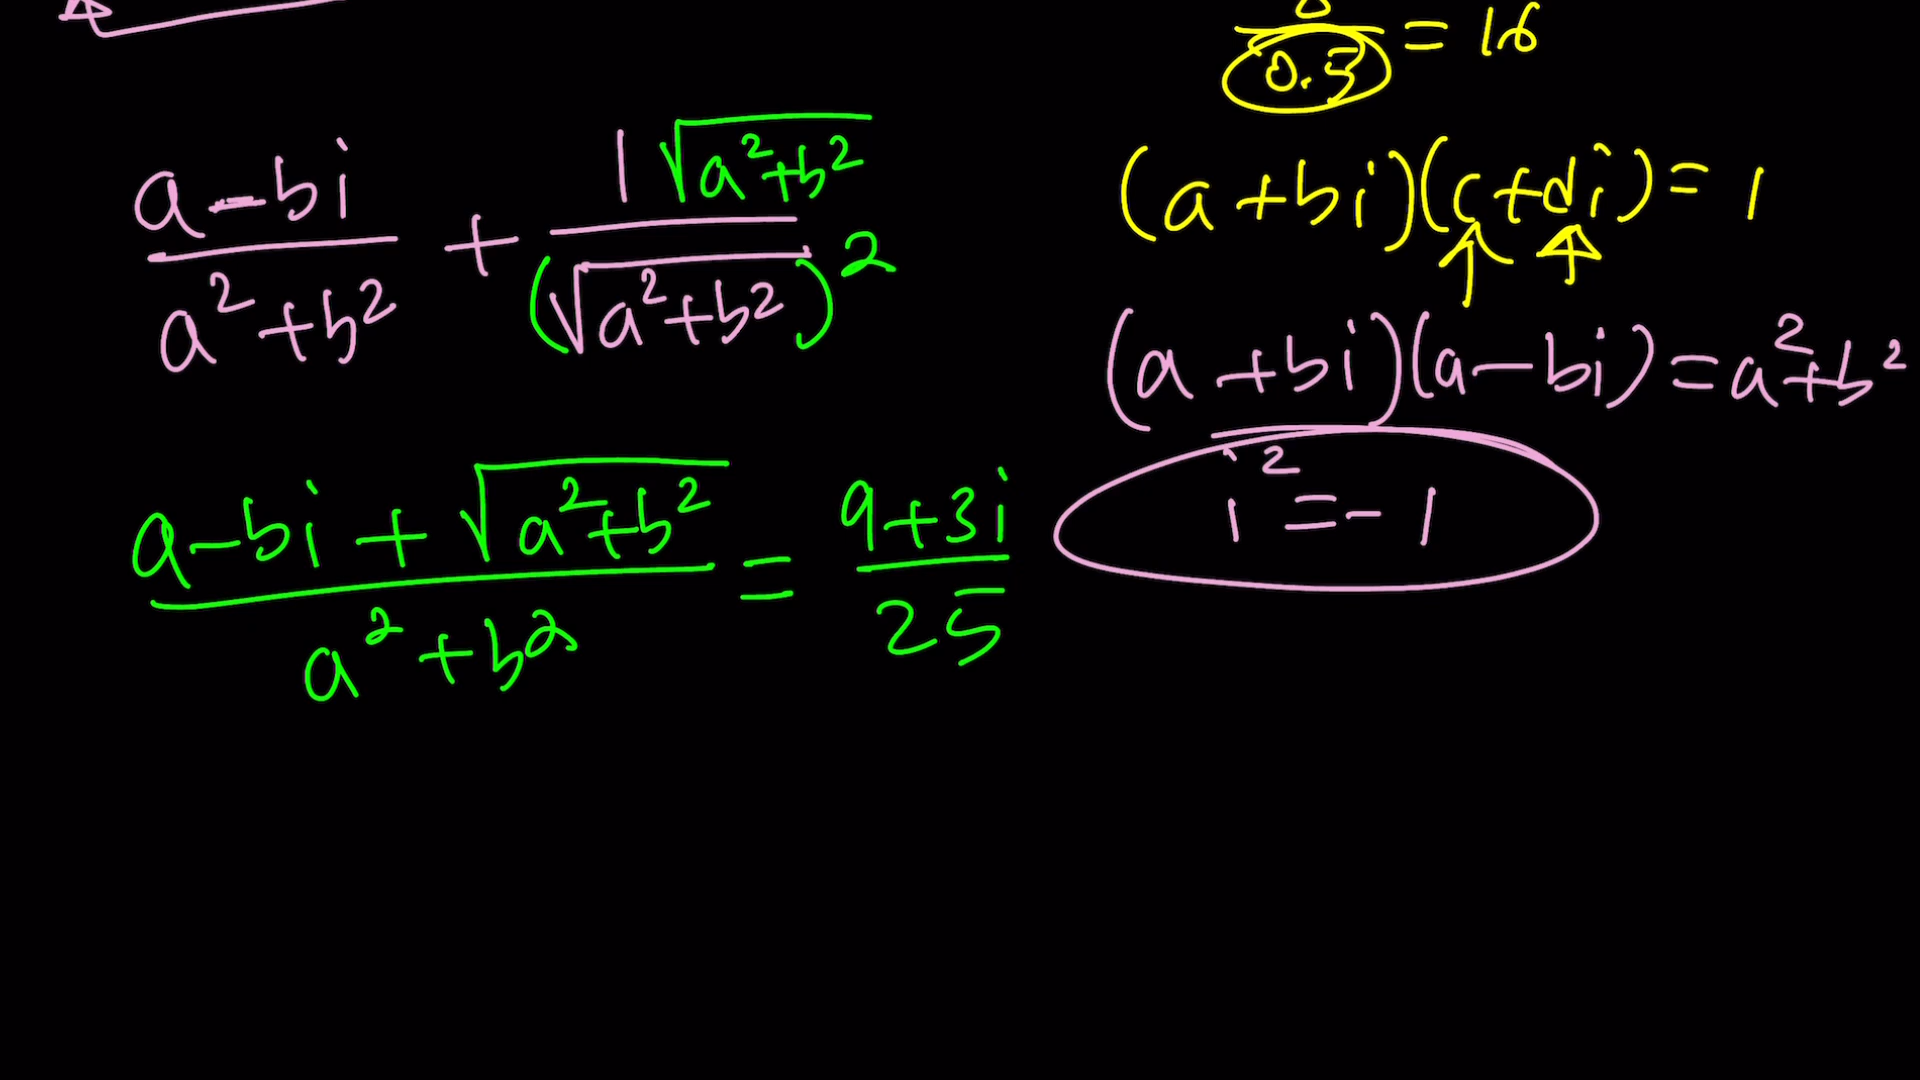 0.5 = 16
a-bi / a²+b² + 1√a²+b² / (√a²+b²)²
(a+bi)(c+di) = 1
(a+bi)(a-bi) = a²+b²
i² = -1
a-bi+√a²+b² / a²+b² = 9+3i / 25